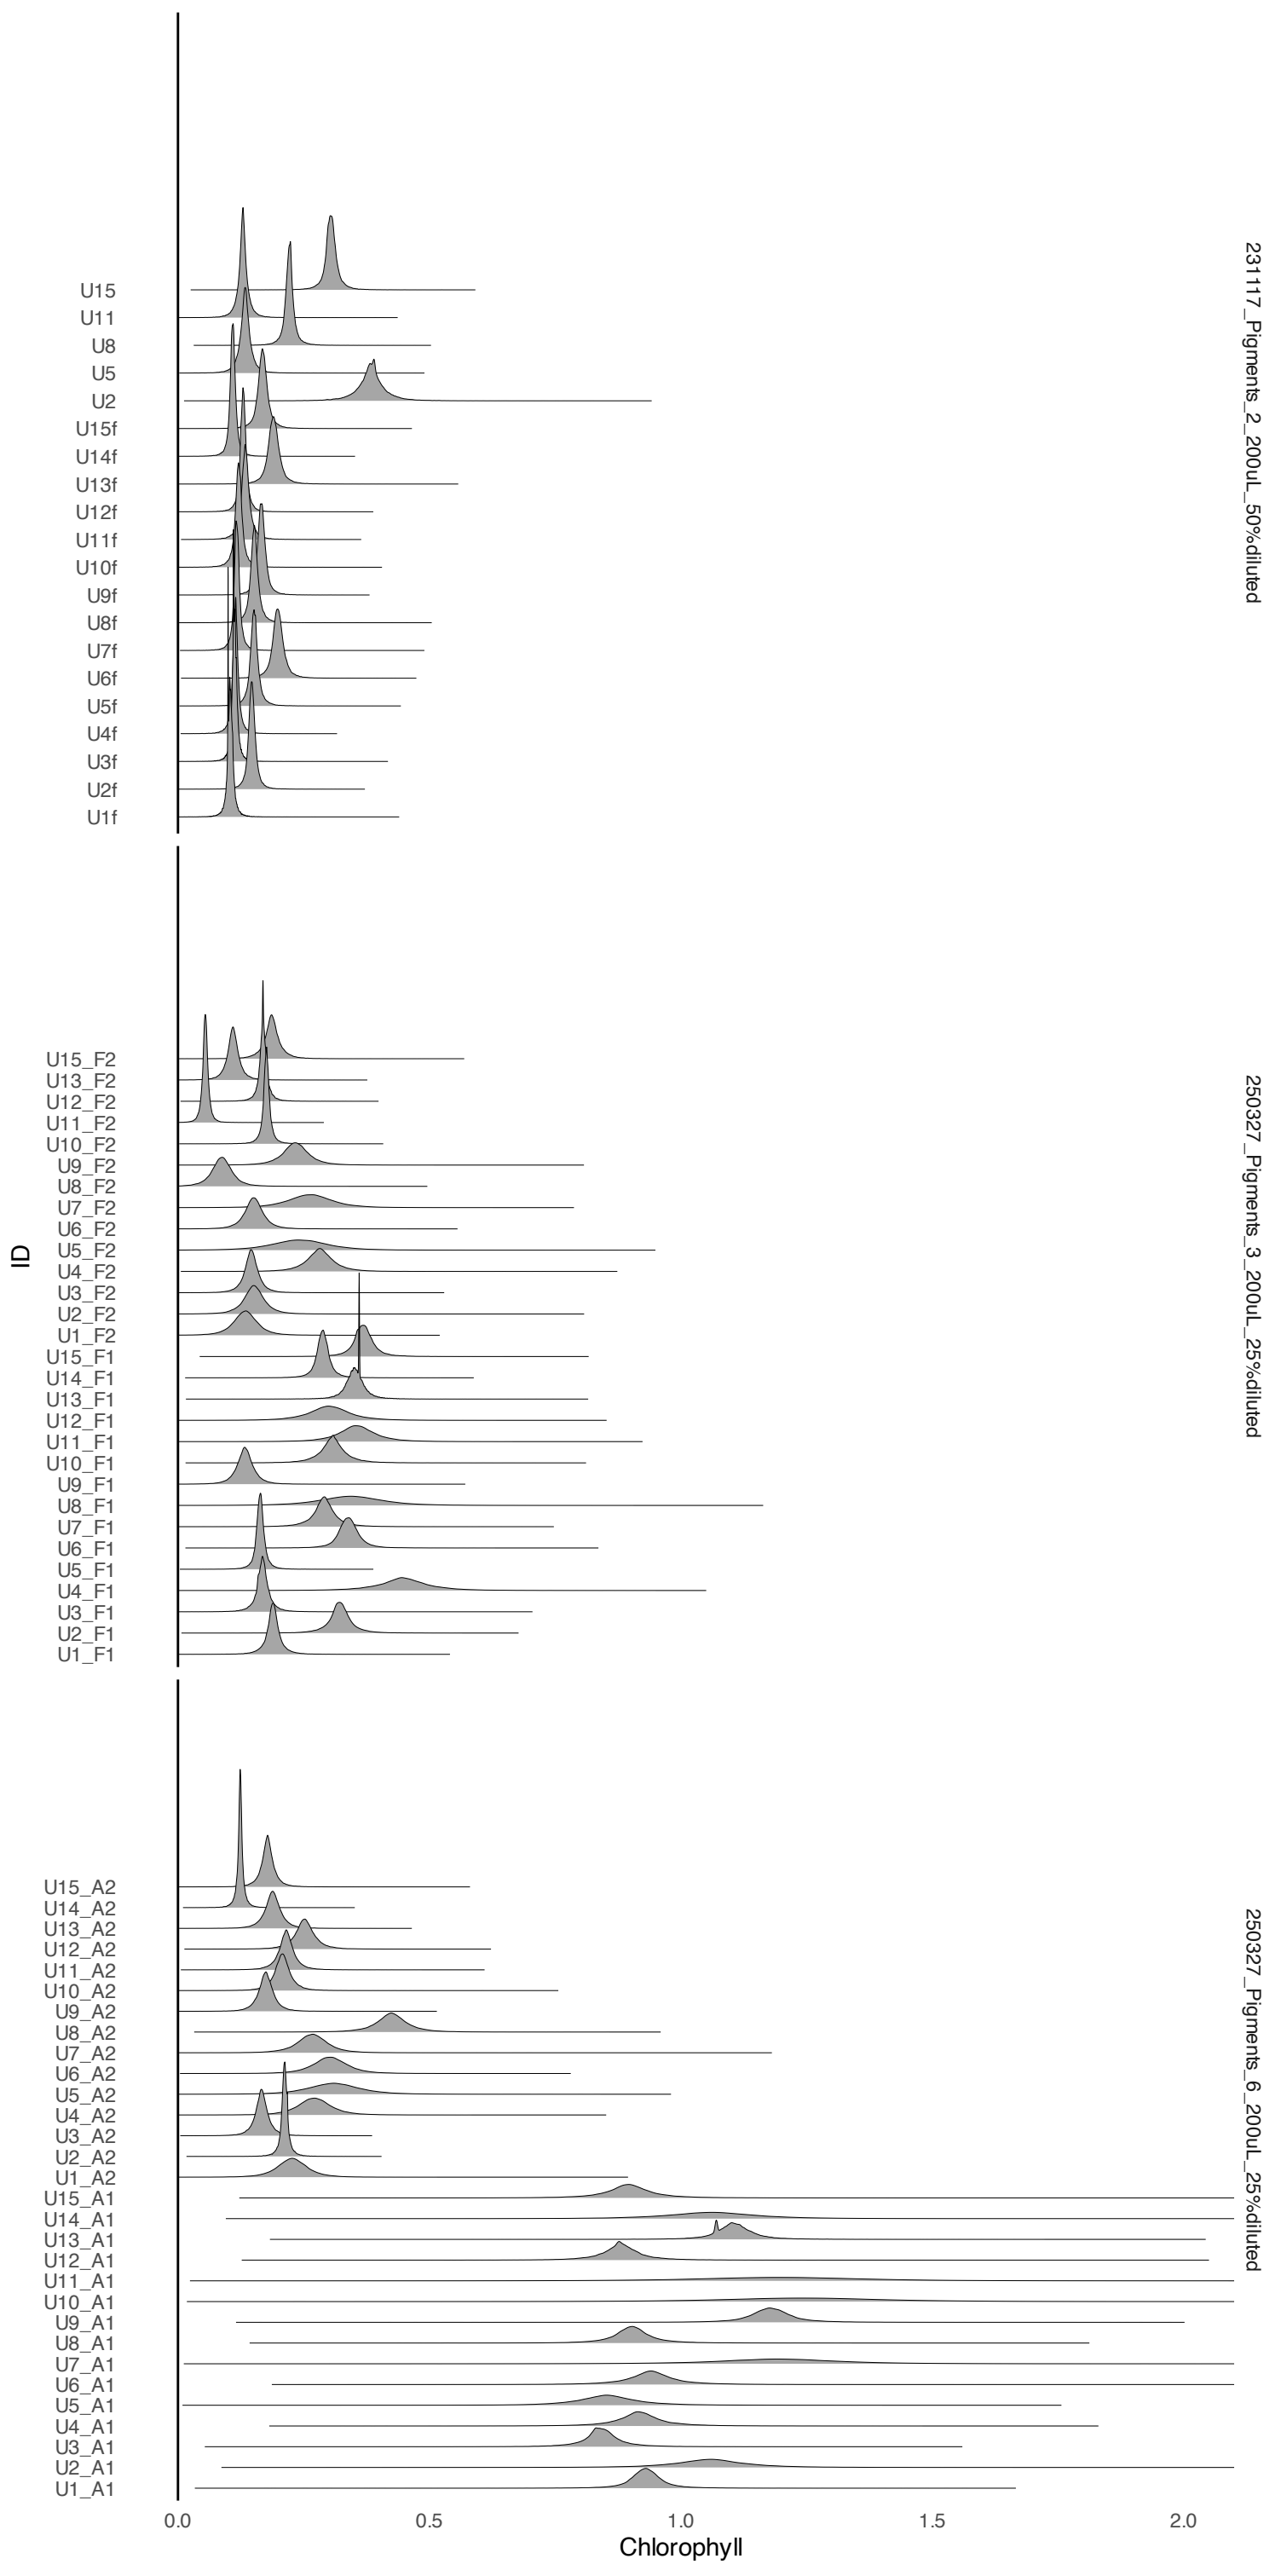 U15
U11
U8
U5
U2
U15f
U14f
U13f
U12f
U11f
U10f
U9f
U8f
U7f
U6f
U5f
U4f
U3f
U2f
U1f
231117_Pigments_2_200uL_50%diluted
U15_F2
U13_F2
U12_F2
U11_F2
U10_F2
U9_F2
U8_F2
U7_F2
U6_F2
U5_F2
U4_F2
U3_F2
U2_F2
U1_F2
U15_F1
U14_F1
U13_F1
U12_F1
U11_F1
U10_F1
U9_F1
U8_F1
U7_F1
U6_F1
U5_F1
U4_F1
U3_F1
U2_F1
U1_F1
250327_Pigments_3_200uL_25%diluted
ID
U15_A2
U14_A2
U13_A2
U12_A2
U11_A2
U10_A2
U9_A2
U8_A2
U7_A2
U6_A2
U5_A2
U4_A2
U3_A2
U2_A2
U1_A2
U15_A1
U14_A1
U13_A1
U12_A1
U11_A1
U10_A1
U9_A1
U8_A1
U7_A1
U6_A1
U5_A1
U4_A1
U3_A1
U2_A1
U1_A1
250327_Pigments_6_200uL_25%diluted
0.0 0.5 1.0 1.5 2.0
Chlorophyll